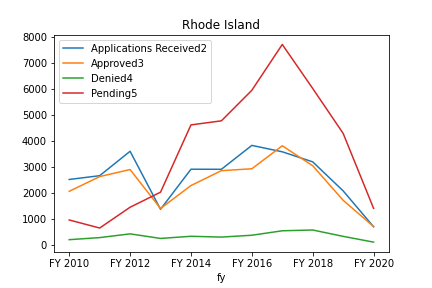 Rhode Island
8000
7000
6000
5000
4000
3000
2000
1000
0
Applications Received2
Approved3
Denied4
Pending5
FY 2010 FY 2012 FY 2014 FY 2016 FY 2018 FY 2020
fy